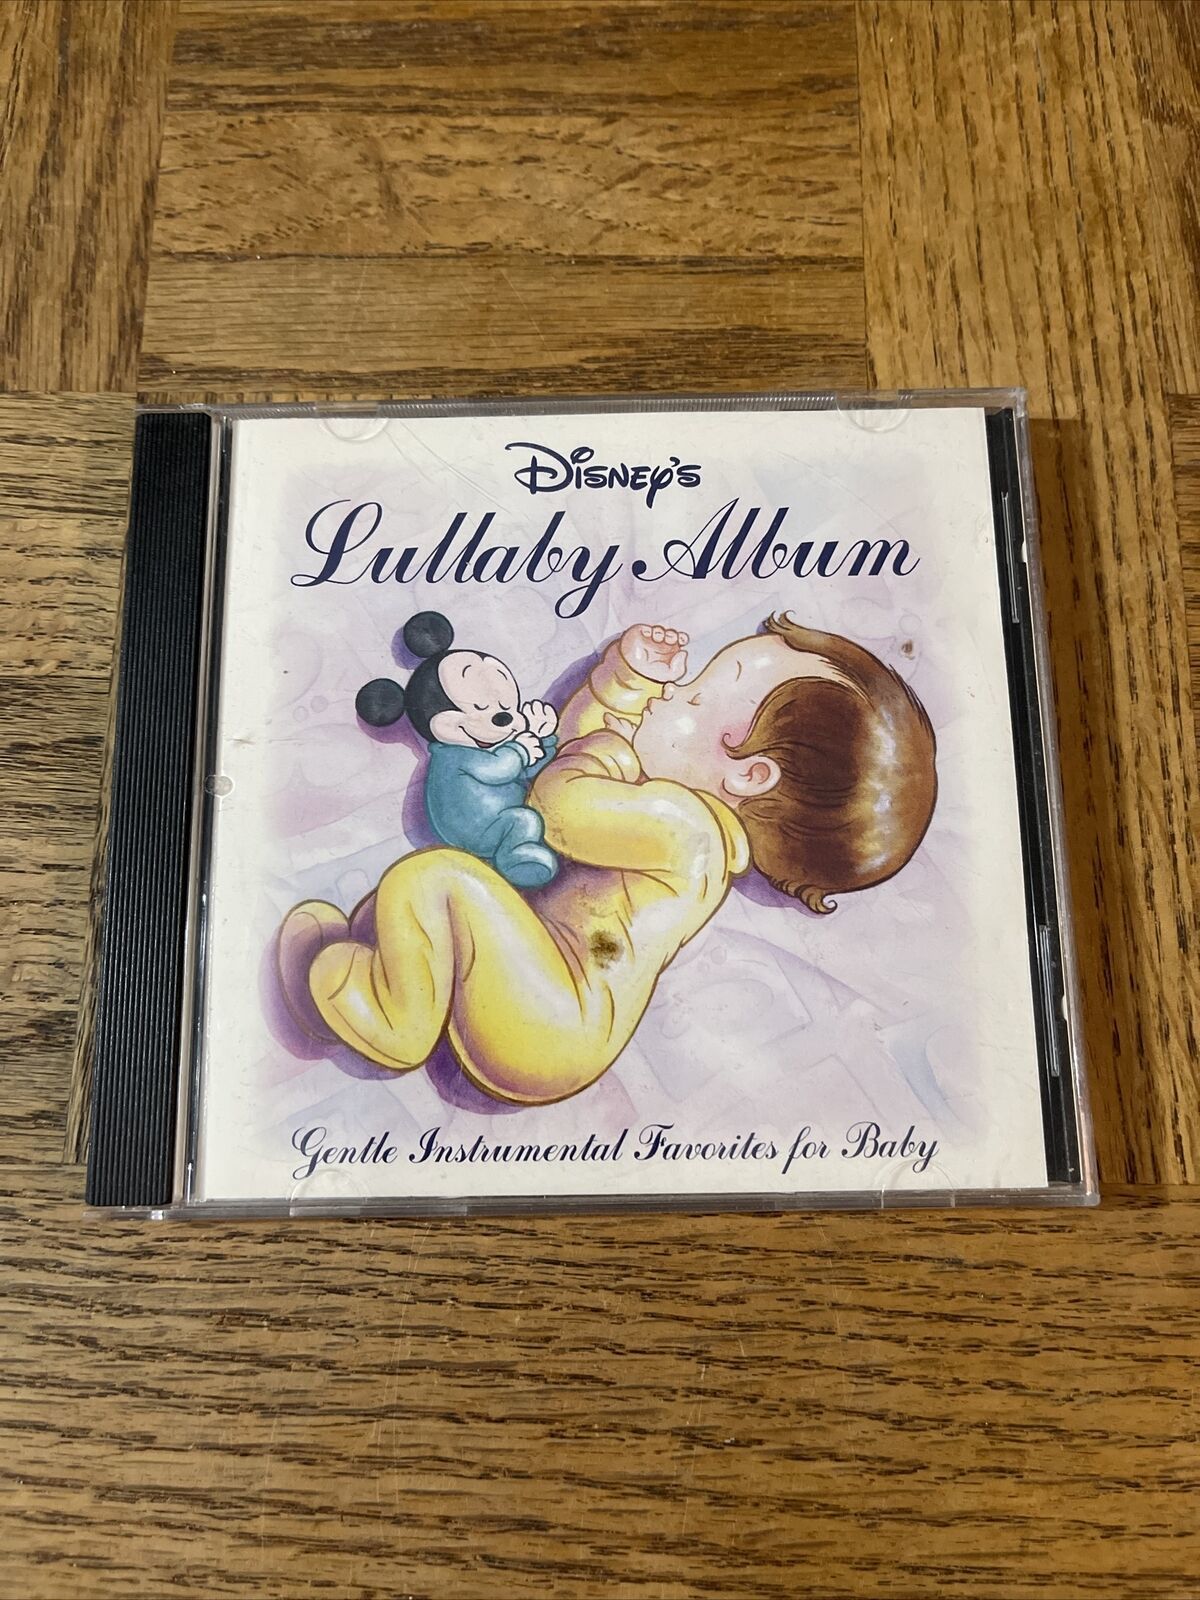 Disney's
Lullaby Album
Gentle Instrumental Favorites for Baby